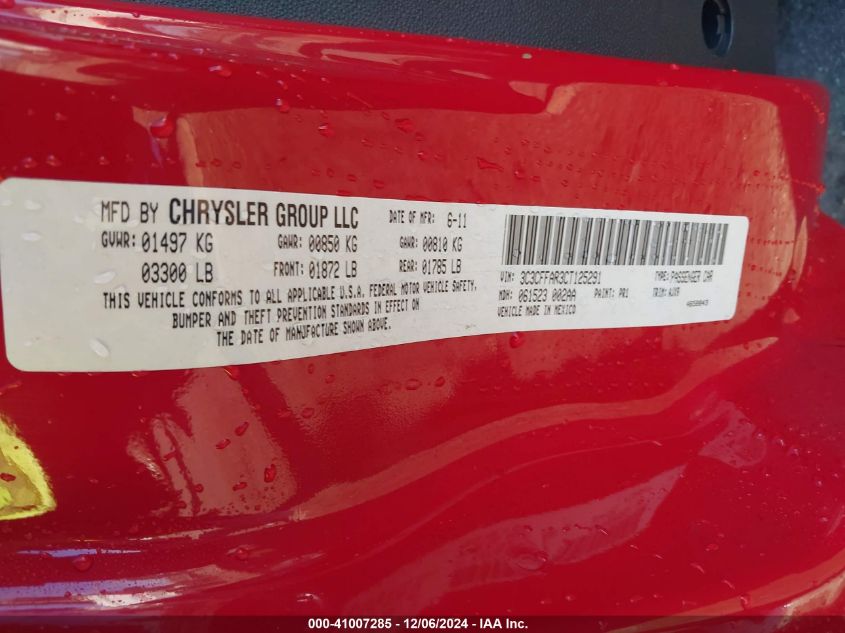 MFD BY CHRYSLER GROUP LLC DATE OF MFR: 6-11
GVWR: 01497 KG GAWR: 00850 KG GAWR: 00810 KG
03300 LB FRONT: 01872 LB REAR: 01785 LB
THIS VEHICLE CONFORMS TO ALL APPLICABLE U.S.A. FEDERAL MOTOR VEHICLE SAFETY,
BUMPER AND THEFT PREVENTION STANDARDS IN EFFECT ON
THE DATE OF MANUFACTURE SHOWN ABOVE.
VIN: 3C3CFFAR3CT125291 TYPE: PASSENGER CAR
MDH: 061523 002AA PAINT: PR1 TRIM:
VEHICLE MADE IN MEXICO
000-41007285 - 12/06/2024 - IAA Inc.